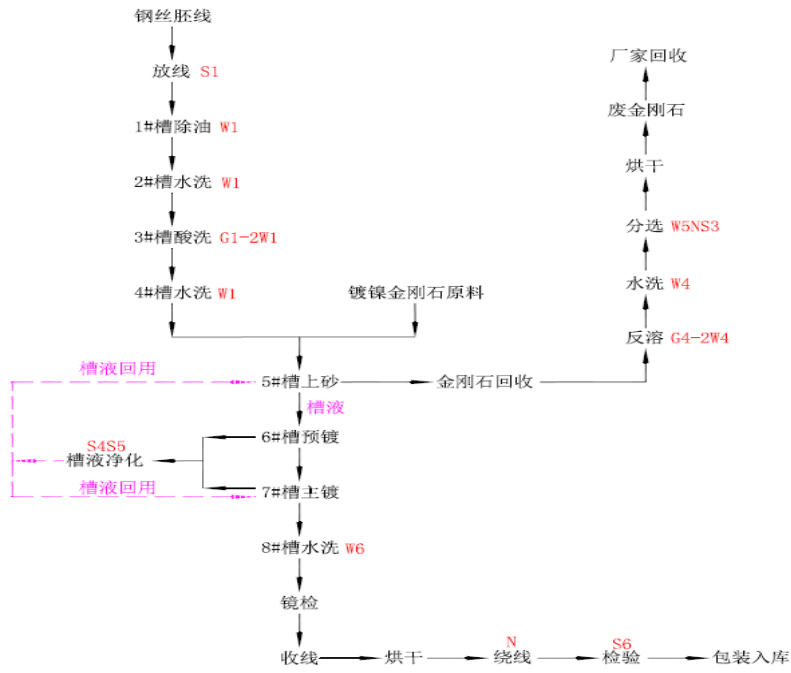 钢丝胚线
放线 S1
1#槽除油 W1
2#槽水洗 W1
3#槽酸洗 G1-2W1
4#槽水洗 W1
镀镍金刚石原料
厂家回收
废金刚石
烘干
分选 W5NS3
水洗 W4
反溶 G4-2W4
槽液回用
5#槽上砂
金刚石回收
槽液
6#槽预镀
S4S5
槽液净化
槽液回用
7#槽主镀
8#槽水洗 W6
镜检
收线
烘干
N
绕线
S6
检验
包装入库